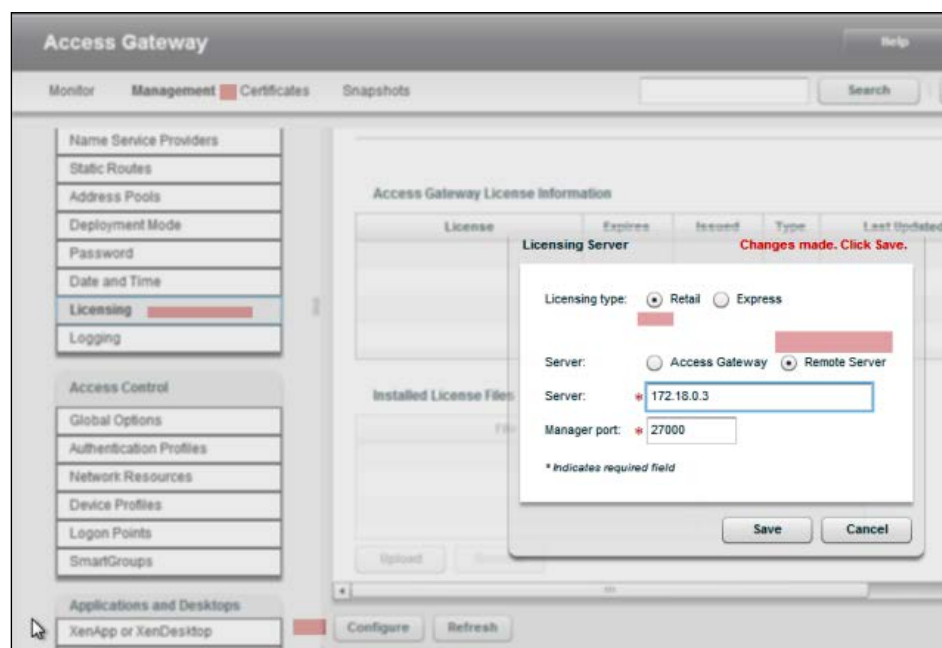 Access Gateway
Help
Monitor Management Certificates Snapshots
Search
Name Service Providers
Static Routes
Address Pools
Deployment Mode
Password
Date and Time
Licensing
Logging
Access Control
Global Options
Authentication Profiles
Network Resources
Device Profiles
Logon Points
SmartGroups
Applications and Desktops
XenApp or XenDesktop
Access Gateway License Information
License Expires Issued Type Last Updated
Licensing Server Changes made. Click Save.
Licensing type: Retail Express
Server: Access Gateway Remote Server
Server: * 172.18.0.3
Manager port: * 27000
* Indicates required field
Save Cancel
Installed License Files
Upload
Configure Refresh